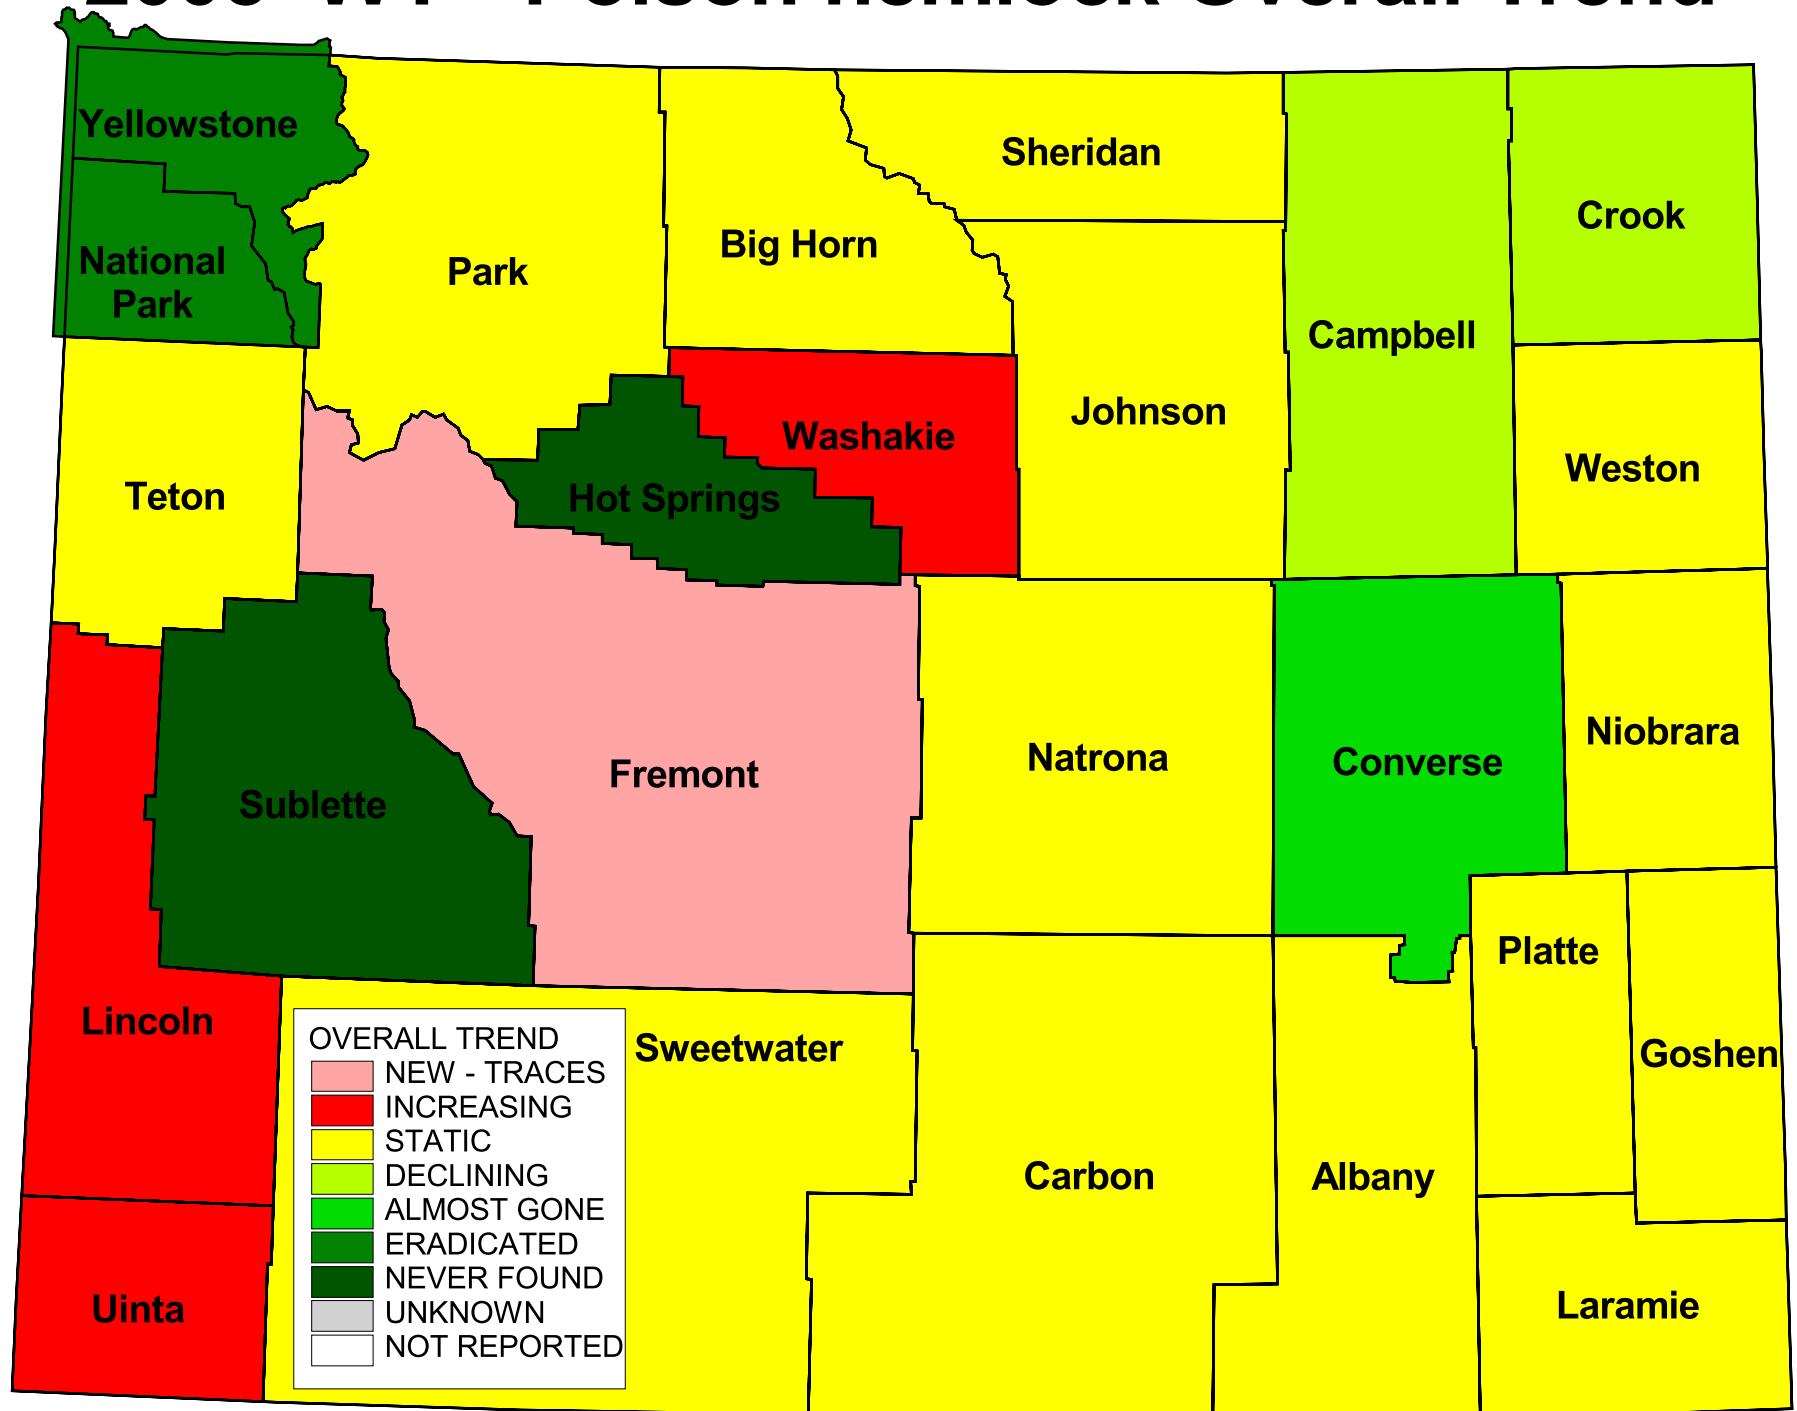 Yellowstone
National
Park
Park
Big Horn
Sheridan
Campbell
Crook
Johnson
Washakie
Hot Springs
Weston
Teton
Fremont
Sublette
Natrona
Converse
Niobrara
Platte
Goshen
Lincoln
Sweetwater
Carbon
Albany
Uinta
Laramie
OVERALL TREND
NEW - TRACES
INCREASING
STATIC
DECLINING
ALMOST GONE
ERADICATED
NEVER FOUND
UNKNOWN
NOT REPORTED